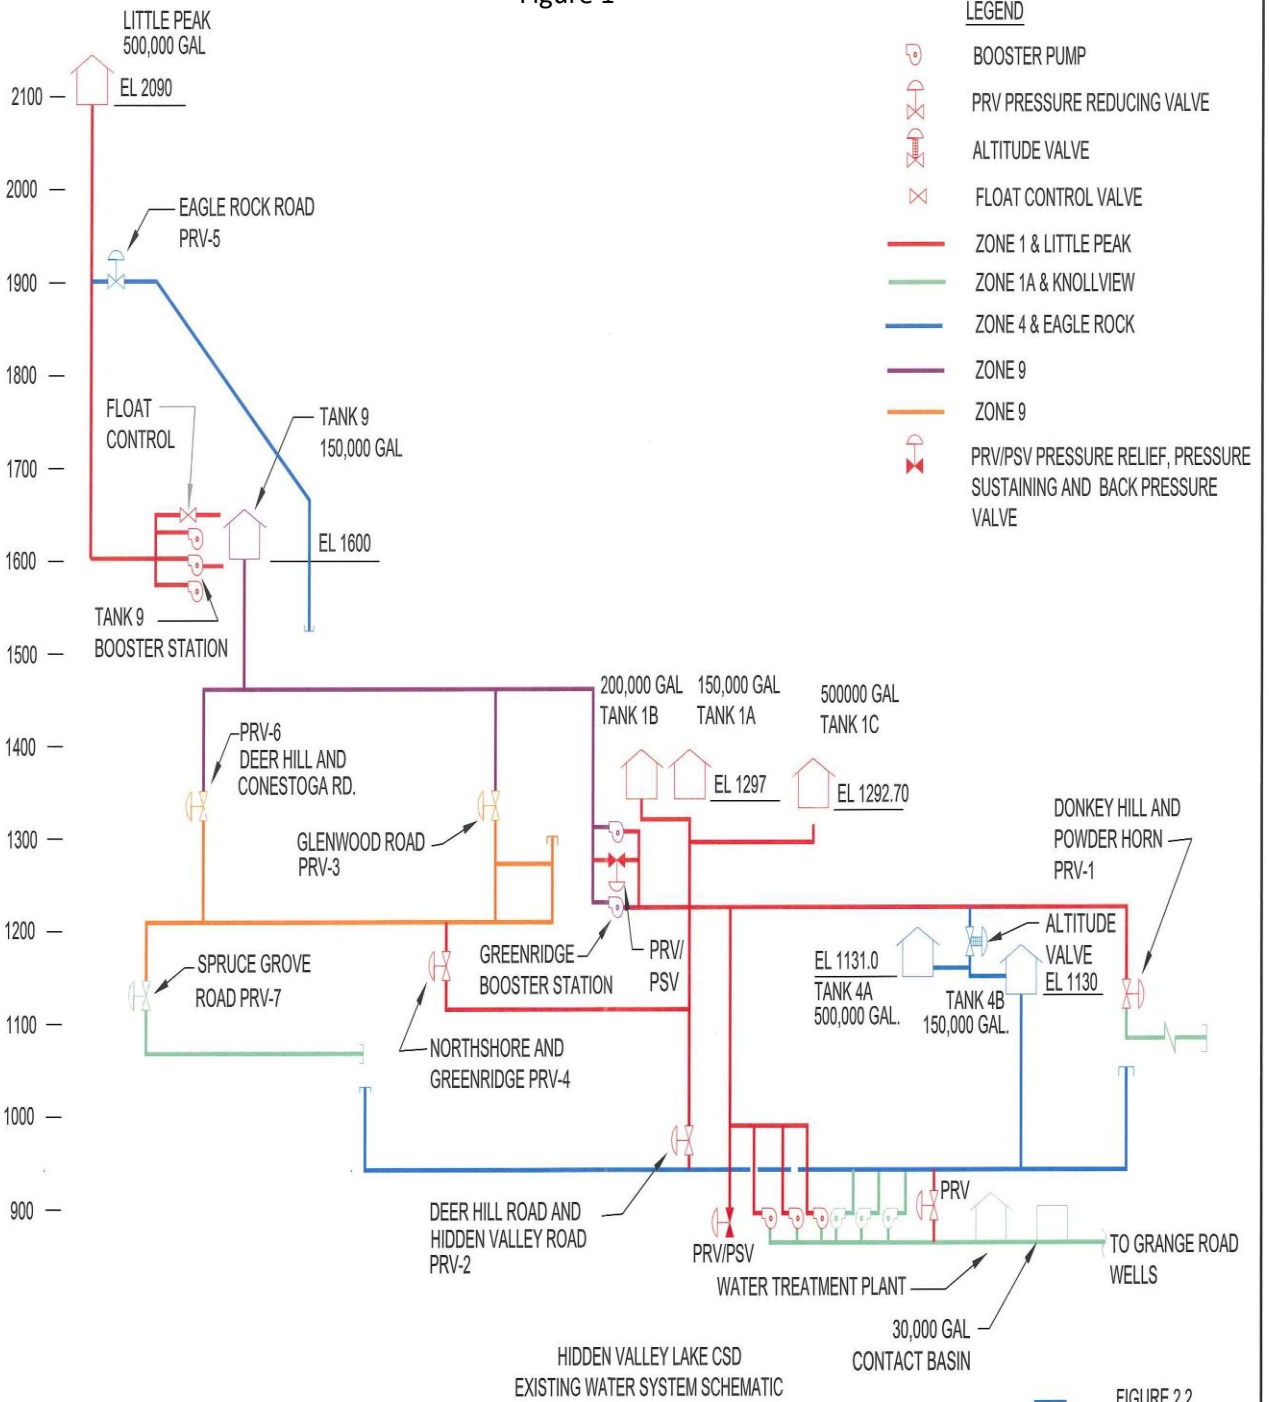 Figure 1
LITTLE PEAK
500,000 GAL
EL 2090
2100
2000
1900
1800
1700
1600
1500
1400
1300
1200
1100
1000
900
EAGLE ROCK ROAD
PRV-5
FLOAT
CONTROL
TANK 9
150,000 GAL
EL 1600
TANK 9
BOOSTER STATION
LEGEND
BOOSTER PUMP
PRV PRESSURE REDUCING VALVE
ALTITUDE VALVE
FLOAT CONTROL VALVE
ZONE 1 & LITTLE PEAK
ZONE 1A & KNOLLVIEW
ZONE 4 & EAGLE ROCK
ZONE 9
ZONE 9
PRV/PSV PRESSURE RELIEF, PRESSURE
SUSTAINING AND BACK PRESSURE
VALVE
200,000 GAL
TANK 1B
150,000 GAL
TANK 1A
500000 GAL
TANK 1C
EL 1297
EL 1292.70
PRV-6
DEER HILL AND
CONESTOGA RD.
GLENWOOD ROAD
PRV-3
DONKEY HILL AND
POWDER HORN
PRV-1
SPRUCE GROVE
ROAD PRV-7
GREENRIDGE
BOOSTER STATION
PRV/
PSV
EL 1131.0
TANK 4A
500,000 GAL.
ALTITUDE
VALVE
EL 1130
TANK 4B
150,000 GAL.
NORTHSHORE AND
GREENRIDGE PRV-4
DEER HILL ROAD AND
HIDDEN VALLEY ROAD
PRV-2
PRV/PSV
PRV
WATER TREATMENT PLANT
TO GRANGE ROAD
WELLS
30,000 GAL
CONTACT BASIN
HIDDEN VALLEY LAKE CSD
EXISTING WATER SYSTEM SCHEMATIC
FIGURE 2.2